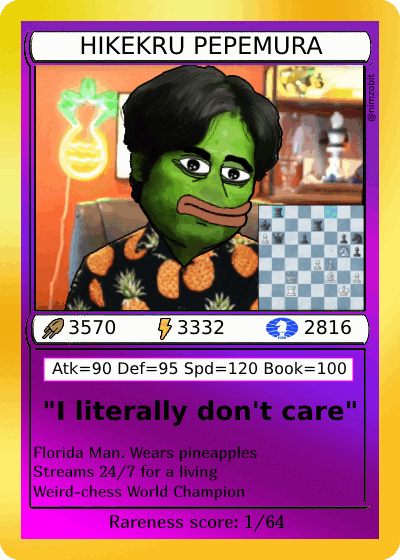 HIKEKRU PEPEMURA
@nimzobit
3570 3332 2816
Atk=90 Def=95 Spd=120 Book=100
"I literally don't care"
Florida Man. Wears pineapples
Streams 24/7 for a living
Weird-chess World Champion
Rareness score: 1/64